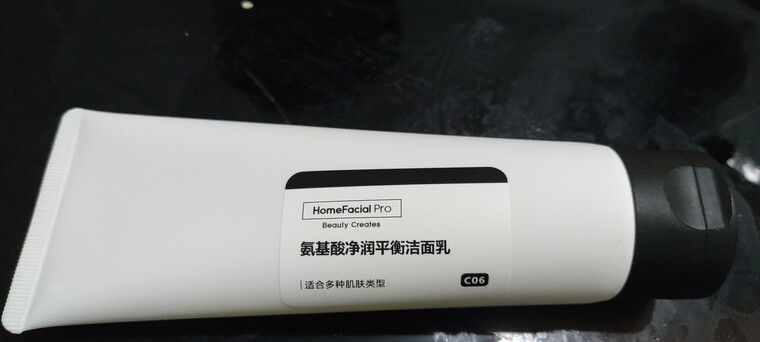 HomeFacial Pro
Beauty Creates
氨基酸净润平衡洁面乳
适合多种肌肤类型
C06